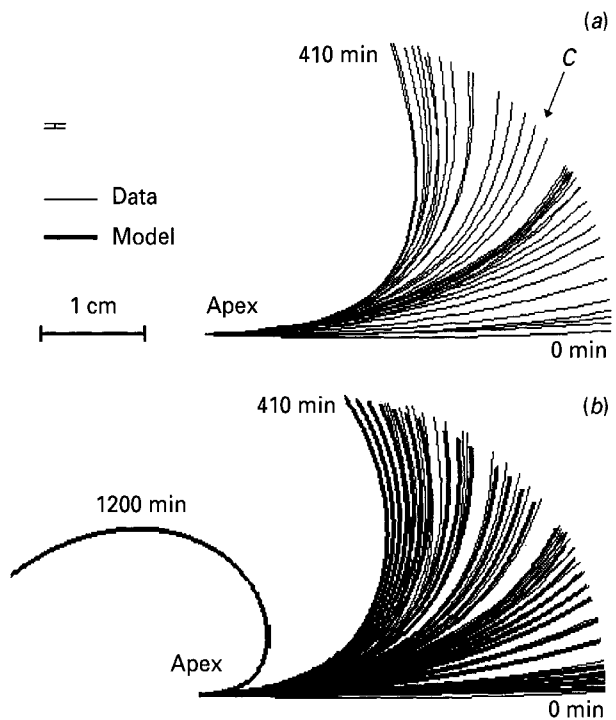 (a)
410 min
C
Data
Model
1 cm
Apex
0 min
(b)
410 min
1200 min
Apex
0 min